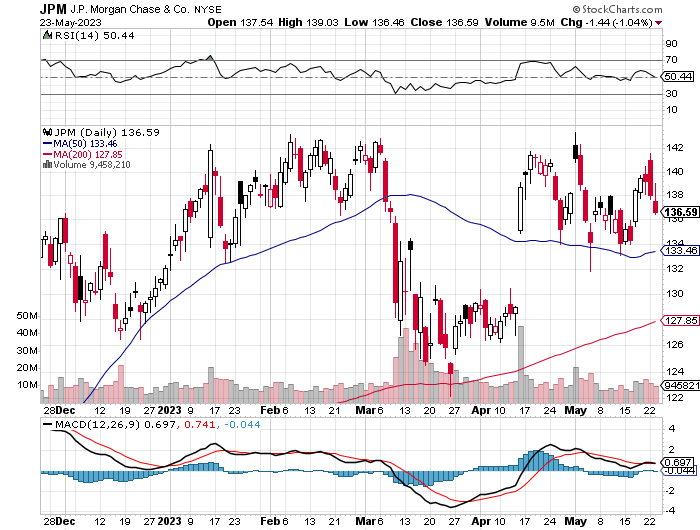 JPM J.P. Morgan Chase & Co. NYSE
© StockCharts.com
23-May-2023 Open 137.54 High 139.03 Low 136.46 Close 136.59 Volume 9.5M Chg -1.44 (-1.04%)
RSI(14) 50.44
90
70
50.44
30
10
JPM (Daily) 136.59
MA(50) 133.46
MA(200) 127.85
Volume 9,458,210
142
140
138
136.59
134
133.46
130
127.85
126
124
122
50M
40M
30M
20M
10M
945821
28 Dec 12 19 27 2023 9 17 23 Feb 6 13 21 Mar 6 13 20 27 Apr 10 17 24 May 8 15 22
MACD(12,26,9) 0.697, 0.741, -0.044
4
2
0.697
-0.044
-2
-4
28 Dec 12 19 27 2023 9 17 23 Feb 6 13 21 Mar 6 13 20 27 Apr 10 17 24 May 8 15 22